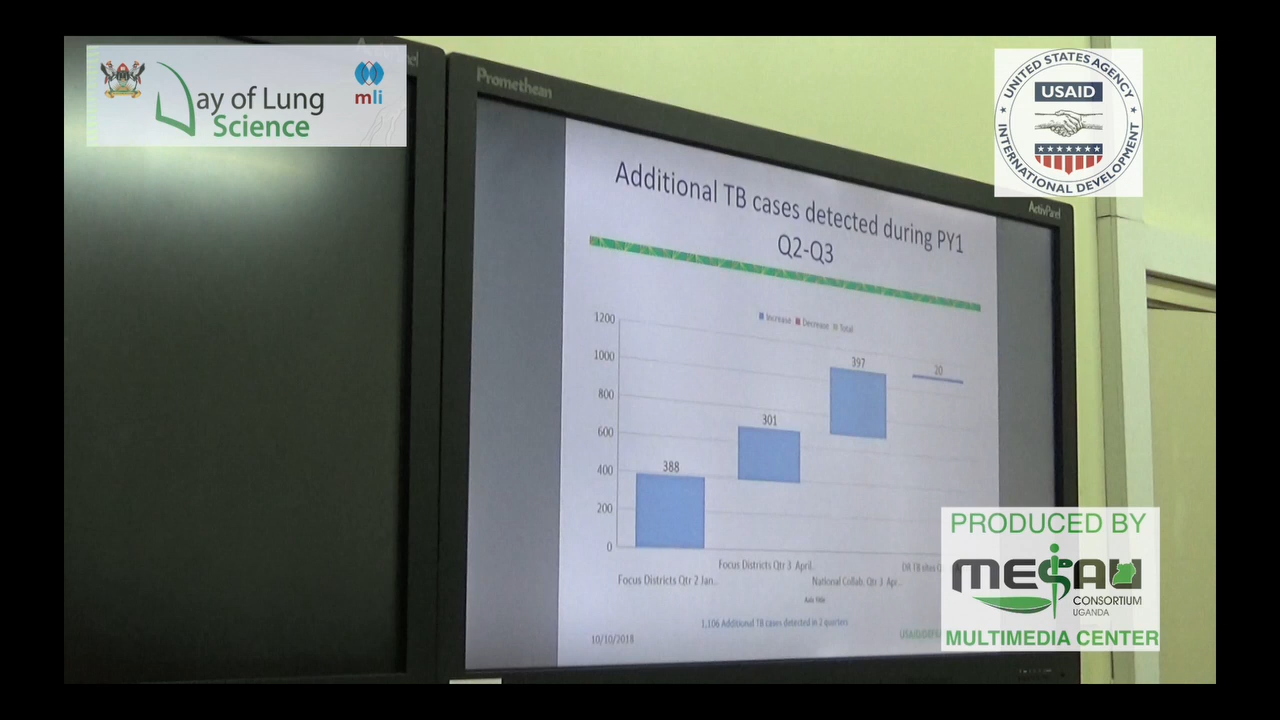 Day of Lung
Science
mli
Promethean
UNITED STATES AGENCY
USAID
INTERNATIONAL DEVELOPMENT
ActivPanel
Additional TB cases detected during PY1
Q2-Q3
Increase Decrease Total
1200
1000
800
600
400
200
0
388
301
397
20
Focus Districts Qtr 2 Jan...
Focus Districts Qtr 3 April...
National Collab. Qtr 3 Apr...
DR TB sites
Axis Title
1,106 Additional TB cases detected in 2 quarters
10/10/2018
PRODUCED BY
MESAU
CONSORTIUM
UGANDA
MULTIMEDIA CENTER